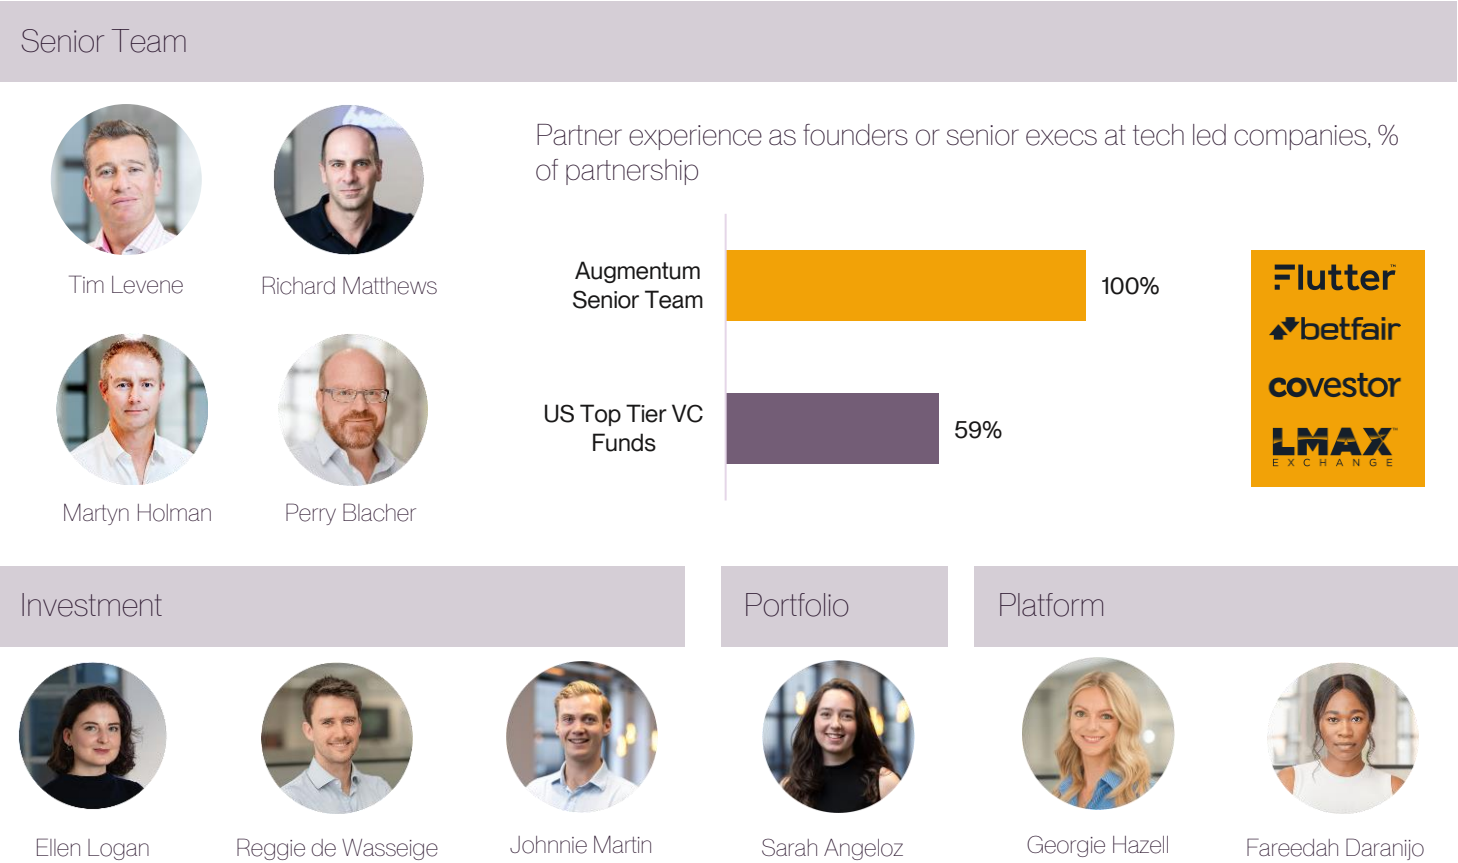 Senior Team
Tim Levene
Richard Matthews
Martyn Holman
Perry Blacher
Partner experience as founders or senior execs at tech led companies, %
of partnership
Augmentum
Senior Team
100%
US Top Tier VC
Funds
59%
Flutter™
betfair
covestor
LMAX™
EXCHANGE
Investment
Ellen Logan
Reggie de Wasseige
Johnnie Martin
Portfolio
Sarah Angeloz
Platform
Georgie Hazell
Fareedah Daranijo